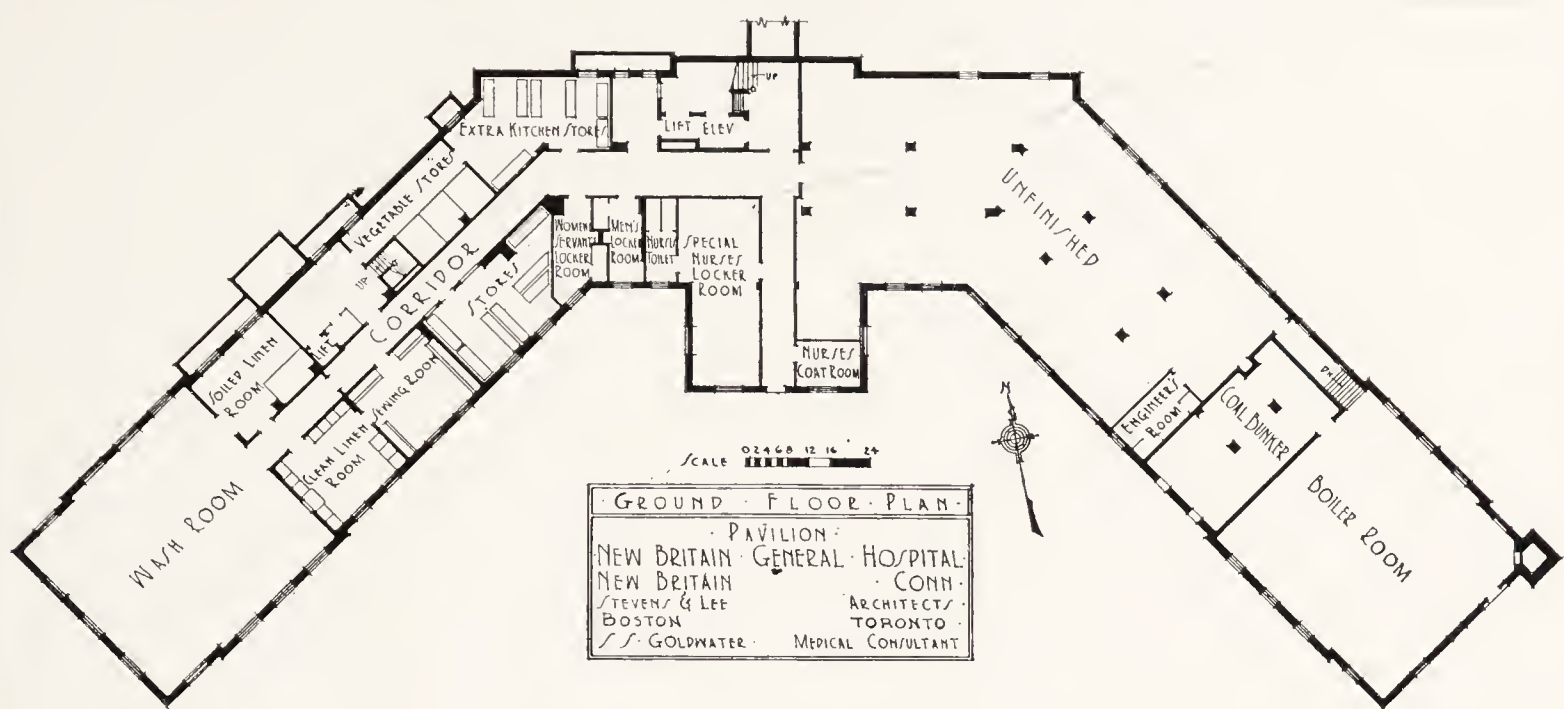 UP
LIFT ELEV
EXTRA KITCHEN STORES
VEGETABLE STORES
UP
CORRIDOR
STORES
WOMEN
SERVANT
LOCKER
ROOM
MEN'S
LOCKER
ROOM
NURSES
TOILET
SPECIAL
NURSES
LOCKER
ROOM
NURSES
COAT ROOM
UNFINISHED
LIFT
SOILED LINEN
ROOM
SEWING ROOM
CLEAN LINEN
ROOM
WASH ROOM
ENGINEER'S
ROOM
COAL BUNKER
DN
BOILER ROOM
N
SCALE 0 2 4 6 8 12 16 24
· GROUND · FLOOR · PLAN ·
· PAVILION ·
· NEW BRITAIN · GENERAL · HOSPITAL ·
NEW BRITAIN · CONN ·
STEVENS & LEE ARCHITECTS ·
BOSTON TORONTO ·
S. S. GOLDWATER · MEDICAL CONSULTANT